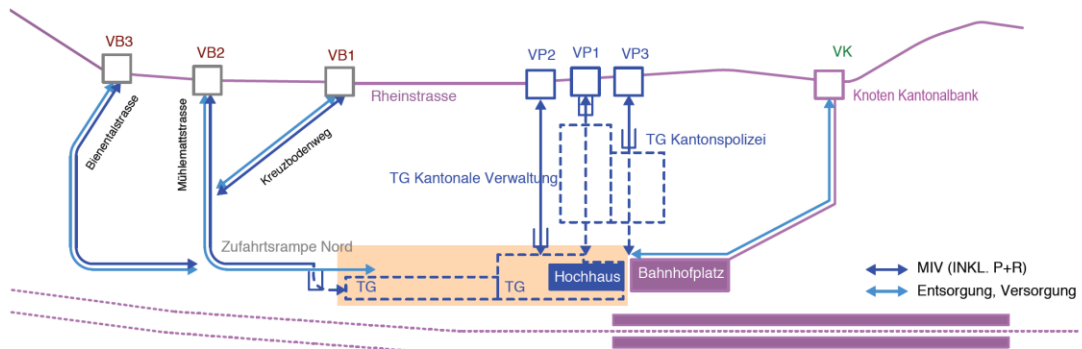 VB3
VB2
VB1
VP2
VP1
VP3
VK
Rheinstrasse
Knoten Kantonalbank
Bienentalstrasse
Mühlemattstrasse
Kreuzbodenweg
TG Kantonspolizei
TG Kantonale Verwaltung
Zufahrtsrampe Nord
TG
TG
Hochhaus
Bahnhofplatz
MIV (INKL. P+R)
Entsorgung, Versorgung